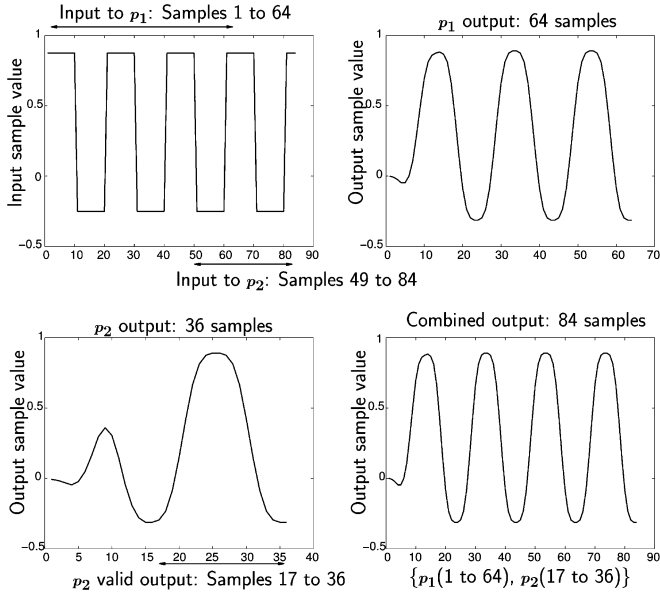 Input to p1: Samples 1 to 64
Input sample value
1
0.5
0
−0.5
0 10 20 30 40 50 60 70 80 90
Input to p2: Samples 49 to 84
p1 output: 64 samples
Output sample value
1
0.5
0
−0.5
0 10 20 30 40 50 60 70
p2 output: 36 samples
Output sample value
1
0.5
0
−0.5
0 5 10 15 20 25 30 35 40
p2 valid output: Samples 17 to 36
Combined output: 84 samples
Output sample value
1
0.5
0
−0.5
0 10 20 30 40 50 60 70 80 90
{p1(1 to 64), p2(17 to 36)}